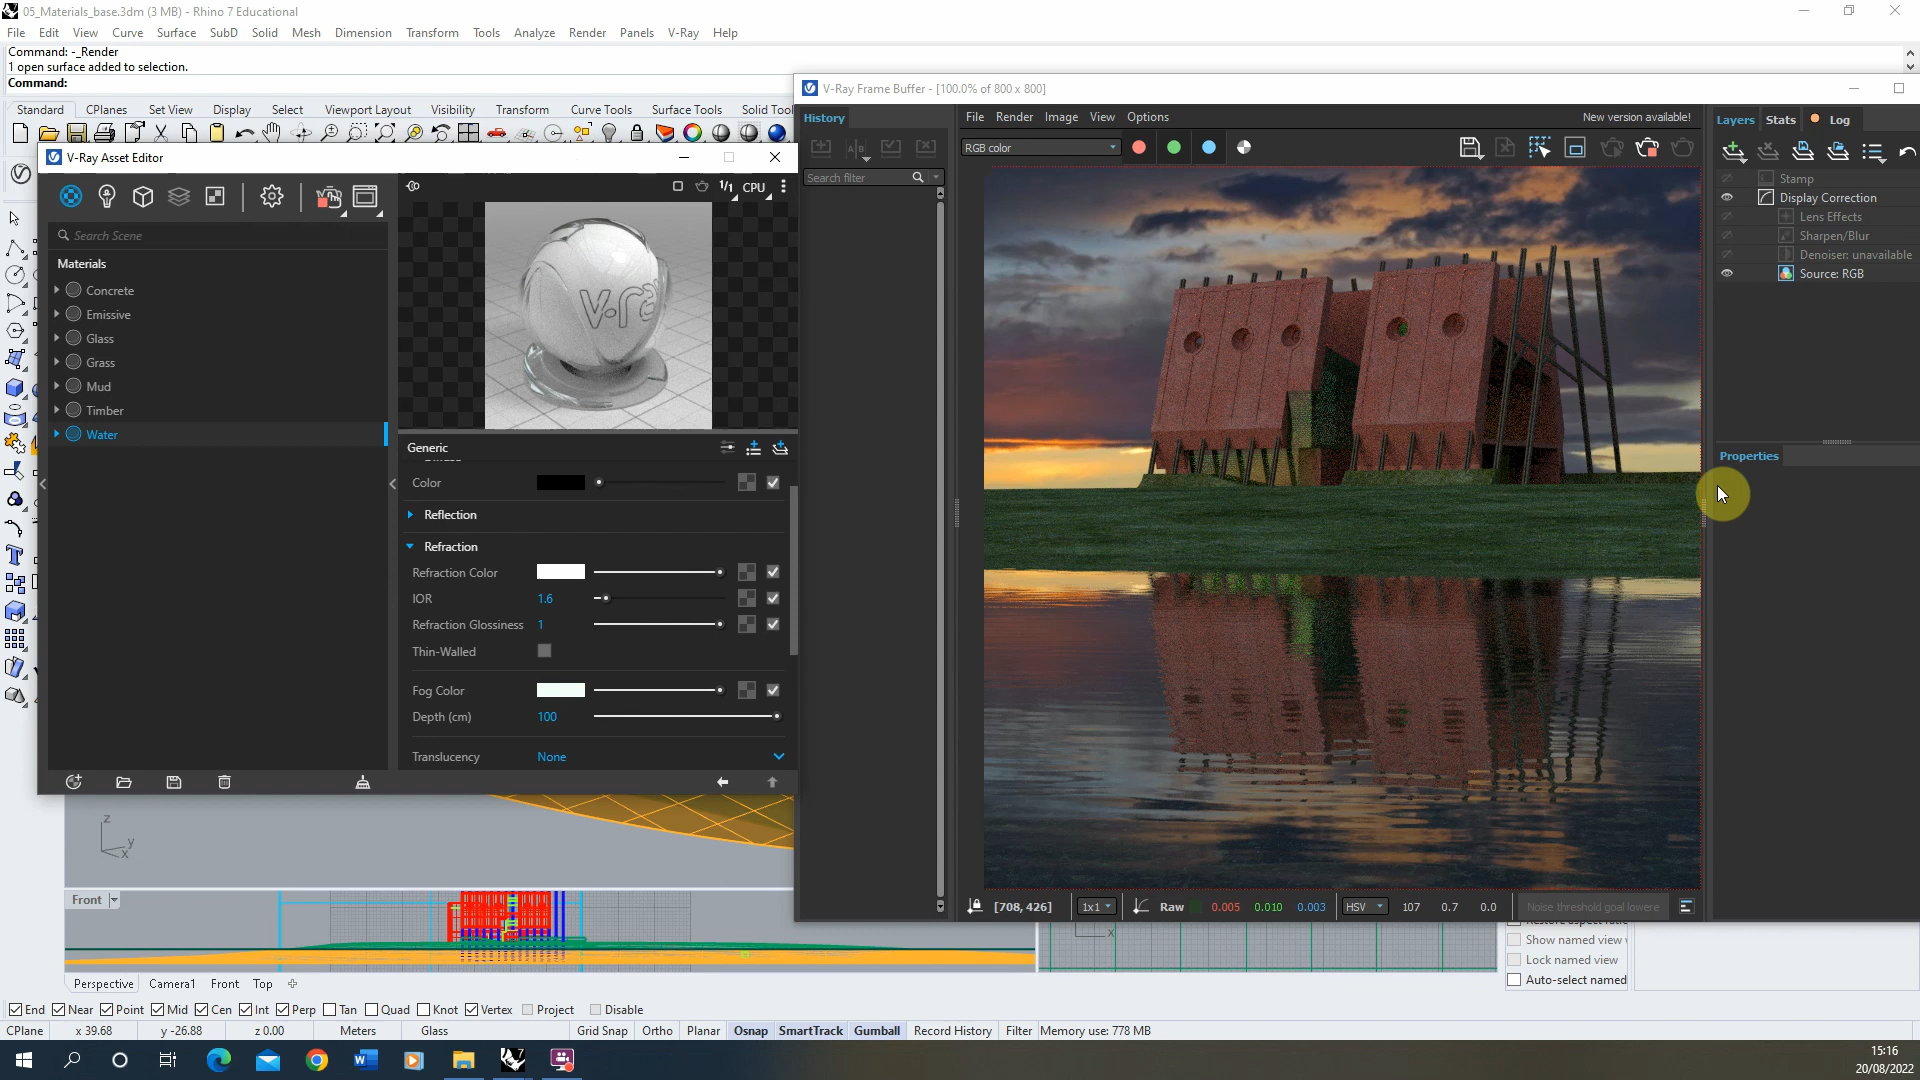 05_Materials_base.3dm (3 MB) - Rhino 7 Educational
File Edit View Curve Surface SubD Solid Mesh Dimension Transform Tools Analyze Render Panels V-Ray Help
Command: -_Render
1 open surface added to selection.
Command:
Standard CPlanes Set View Display Select Viewport Layout Visibility Transform Curve Tools Surface Tools Solid Tool
V-Ray Frame Buffer - [100.0% of 800 x 800]
History
File Render Image View Options
New version available!
Layers Stats Log
RGB color
Search filter
Stamp
Display Correction
Lens Effects
Sharpen/Blur
Denoiser: unavailable
Source: RGB
Properties
V-Ray Asset Editor
1/1 CPU
Search Scene
Materials
Concrete
Emissive
Glass
Grass
Mud
Timber
Water
v-ra
Generic
Color
Reflection
Refraction
Refraction Color
IOR 1.6
Refraction Glossiness 1
Thin-Walled
Fog Color
Depth (cm) 100
Translucency None
[708, 426] 1x1 Raw 0.005 0.010 0.003 HSV 107 0.7 0.0 Noise threshold goal lowere
z
y
x
Front
x
Show named view
Lock named view
Auto-select named
Perspective Camera1 Front Top
End Near Point Mid Cen Int Perp Tan Quad Knot Vertex Project Disable
CPlane x 39.68 y -26.88 z 0.00 Meters Glass Grid Snap Ortho Planar Osnap SmartTrack Gumball Record History Filter Memory use: 778 MB
15:16
20/08/2022